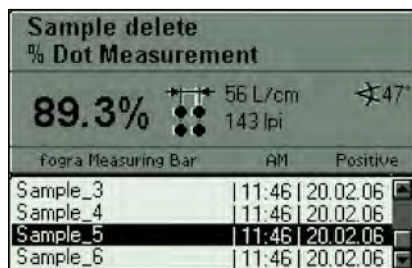 Sample delete
% Dot Measurement
89.3% 56 L/cm 47°
143 lpi
fogra Measuring Bar AM Positive
Sample_3 | 11:46 | 20.02.06
Sample_4 | 11:46 | 20.02.06
Sample_5 | 11:46 | 20.02.06
Sample_6 | 11:46 | 20.02.06